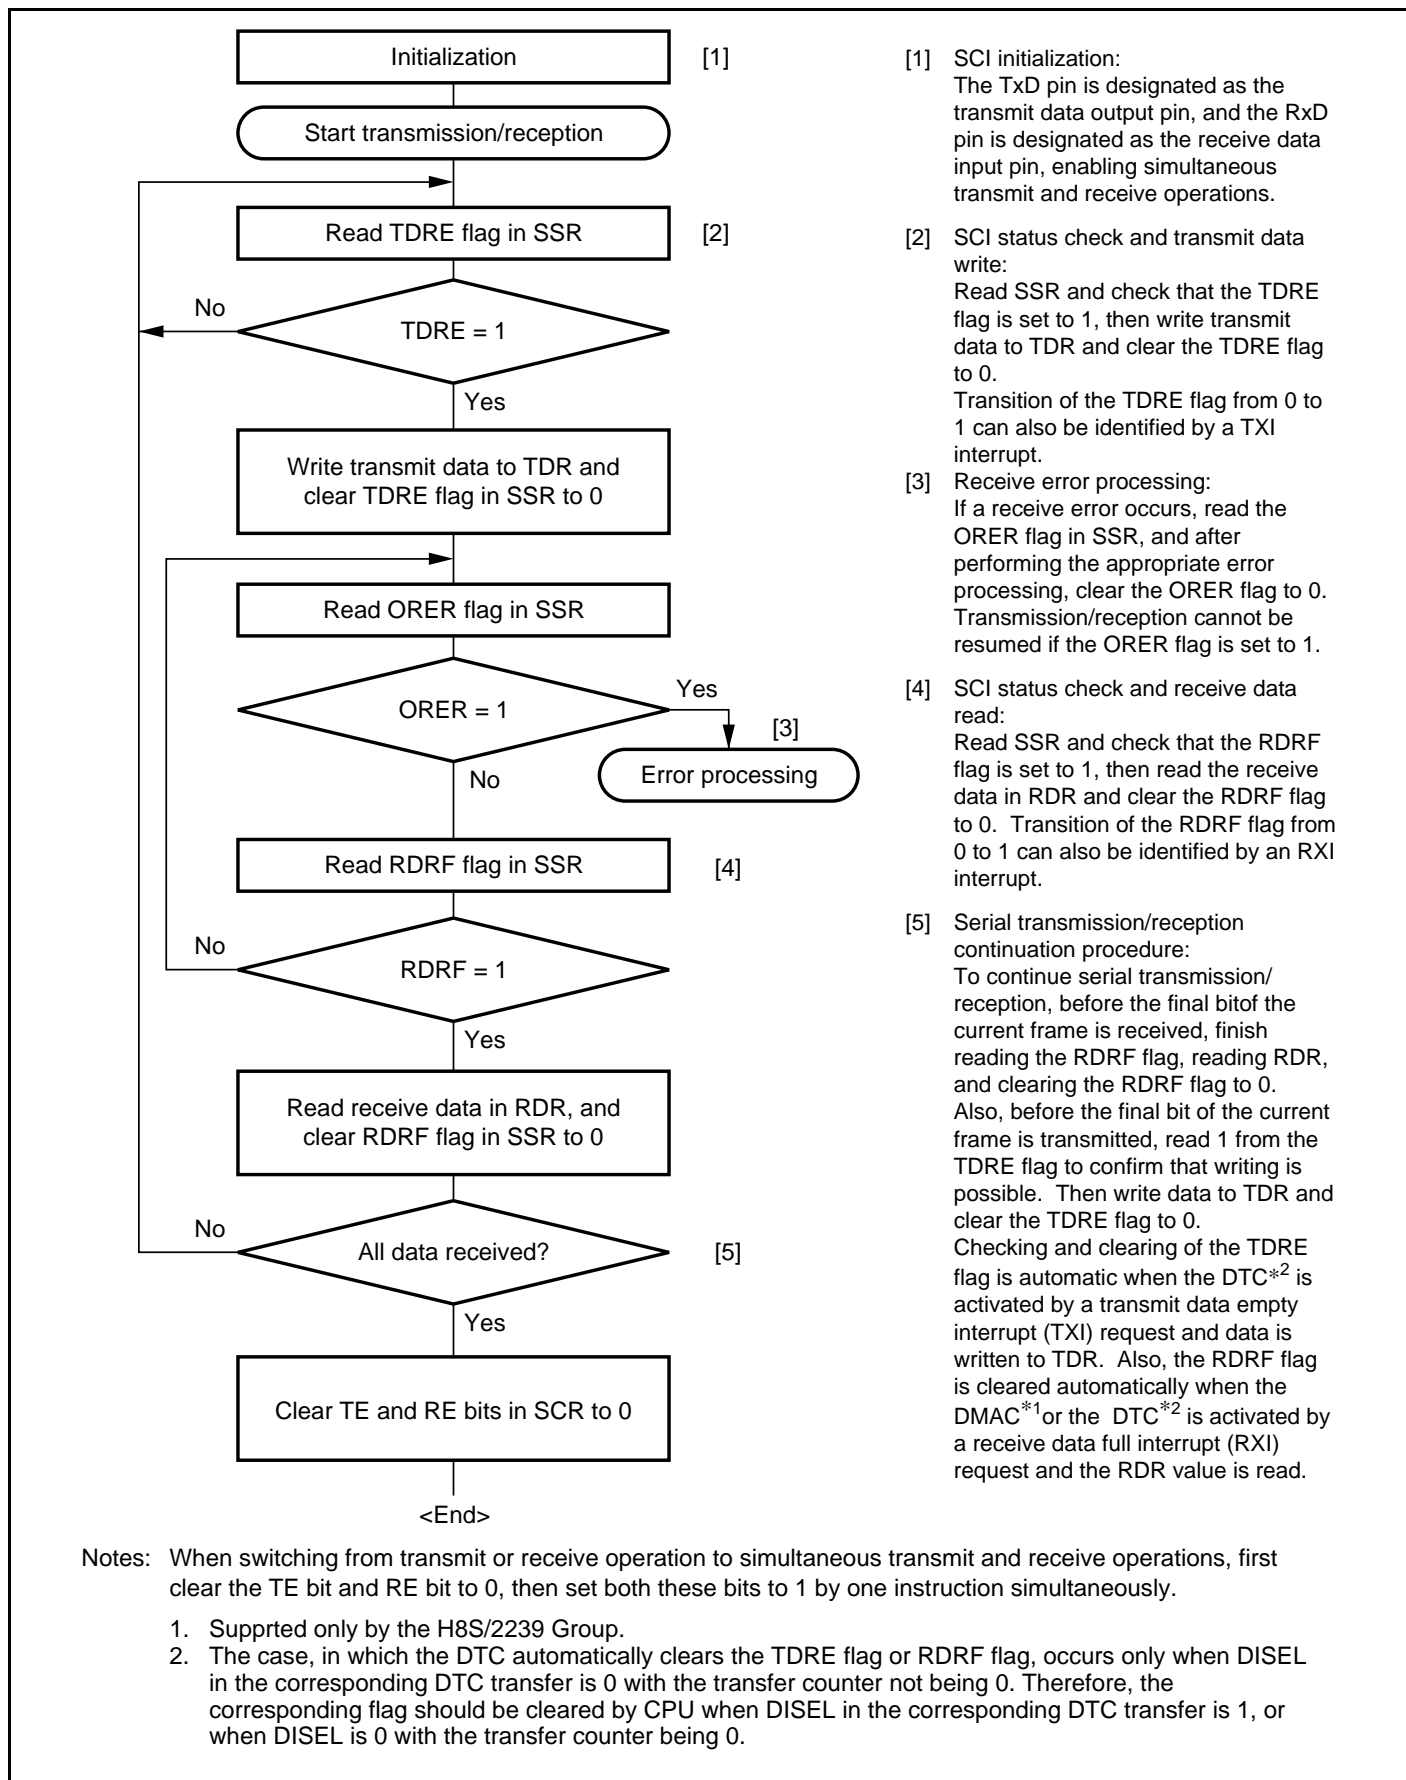 Initialization
[1]
Start transmission/reception
Read TDRE flag in SSR
[2]
No
TDRE = 1
Yes
Write transmit data to TDR and
clear TDRE flag in SSR to 0
Read ORER flag in SSR
ORER = 1
Yes
[3]
Error processing
No
Read RDRF flag in SSR
[4]
No
RDRF = 1
Yes
Read receive data in RDR, and
clear RDRF flag in SSR to 0
No
All data received?
[5]
Yes
Clear TE and RE bits in SCR to 0
<End>
[1] SCI initialization:
The TxD pin is designated as the
transmit data output pin, and the RxD
pin is designated as the receive data
input pin, enabling simultaneous
transmit and receive operations.
[2] SCI status check and transmit data
write:
Read SSR and check that the TDRE
flag is set to 1, then write transmit
data to TDR and clear the TDRE flag
to 0.
Transition of the TDRE flag from 0 to
1 can also be identified by a TXI
interrupt.
[3] Receive error processing:
If a receive error occurs, read the
ORER flag in SSR, and after
performing the appropriate error
processing, clear the ORER flag to 0.
Transmission/reception cannot be
resumed if the ORER flag is set to 1.
[4] SCI status check and receive data
read:
Read SSR and check that the RDRF
flag is set to 1, then read the receive
data in RDR and clear the RDRF flag
to 0. Transition of the RDRF flag from
0 to 1 can also be identified by an RXI
interrupt.
[5] Serial transmission/reception
continuation procedure:
To continue serial transmission/
reception, before the final bitof the
current frame is received, finish
reading the RDRF flag, reading RDR,
and clearing the RDRF flag to 0.
Also, before the final bit of the current
frame is transmitted, read 1 from the
TDRE flag to confirm that writing is
possible. Then write data to TDR and
clear the TDRE flag to 0.
Checking and clearing of the TDRE
flag is automatic when the DTC*2 is
activated by a transmit data empty
interrupt (TXI) request and data is
written to TDR. Also, the RDRF flag
is cleared automatically when the
DMAC*1or the DTC*2 is activated by
a receive data full interrupt (RXI)
request and the RDR value is read.
Notes: When switching from transmit or receive operation to simultaneous transmit and receive operations, first
clear the TE bit and RE bit to 0, then set both these bits to 1 by one instruction simultaneously.
1. Supprted only by the H8S/2239 Group.
2. The case, in which the DTC automatically clears the TDRE flag or RDRF flag, occurs only when DISEL
in the corresponding DTC transfer is 0 with the transfer counter not being 0. Therefore, the
corresponding flag should be cleared by CPU when DISEL in the corresponding DTC transfer is 1, or
when DISEL is 0 with the transfer counter being 0.